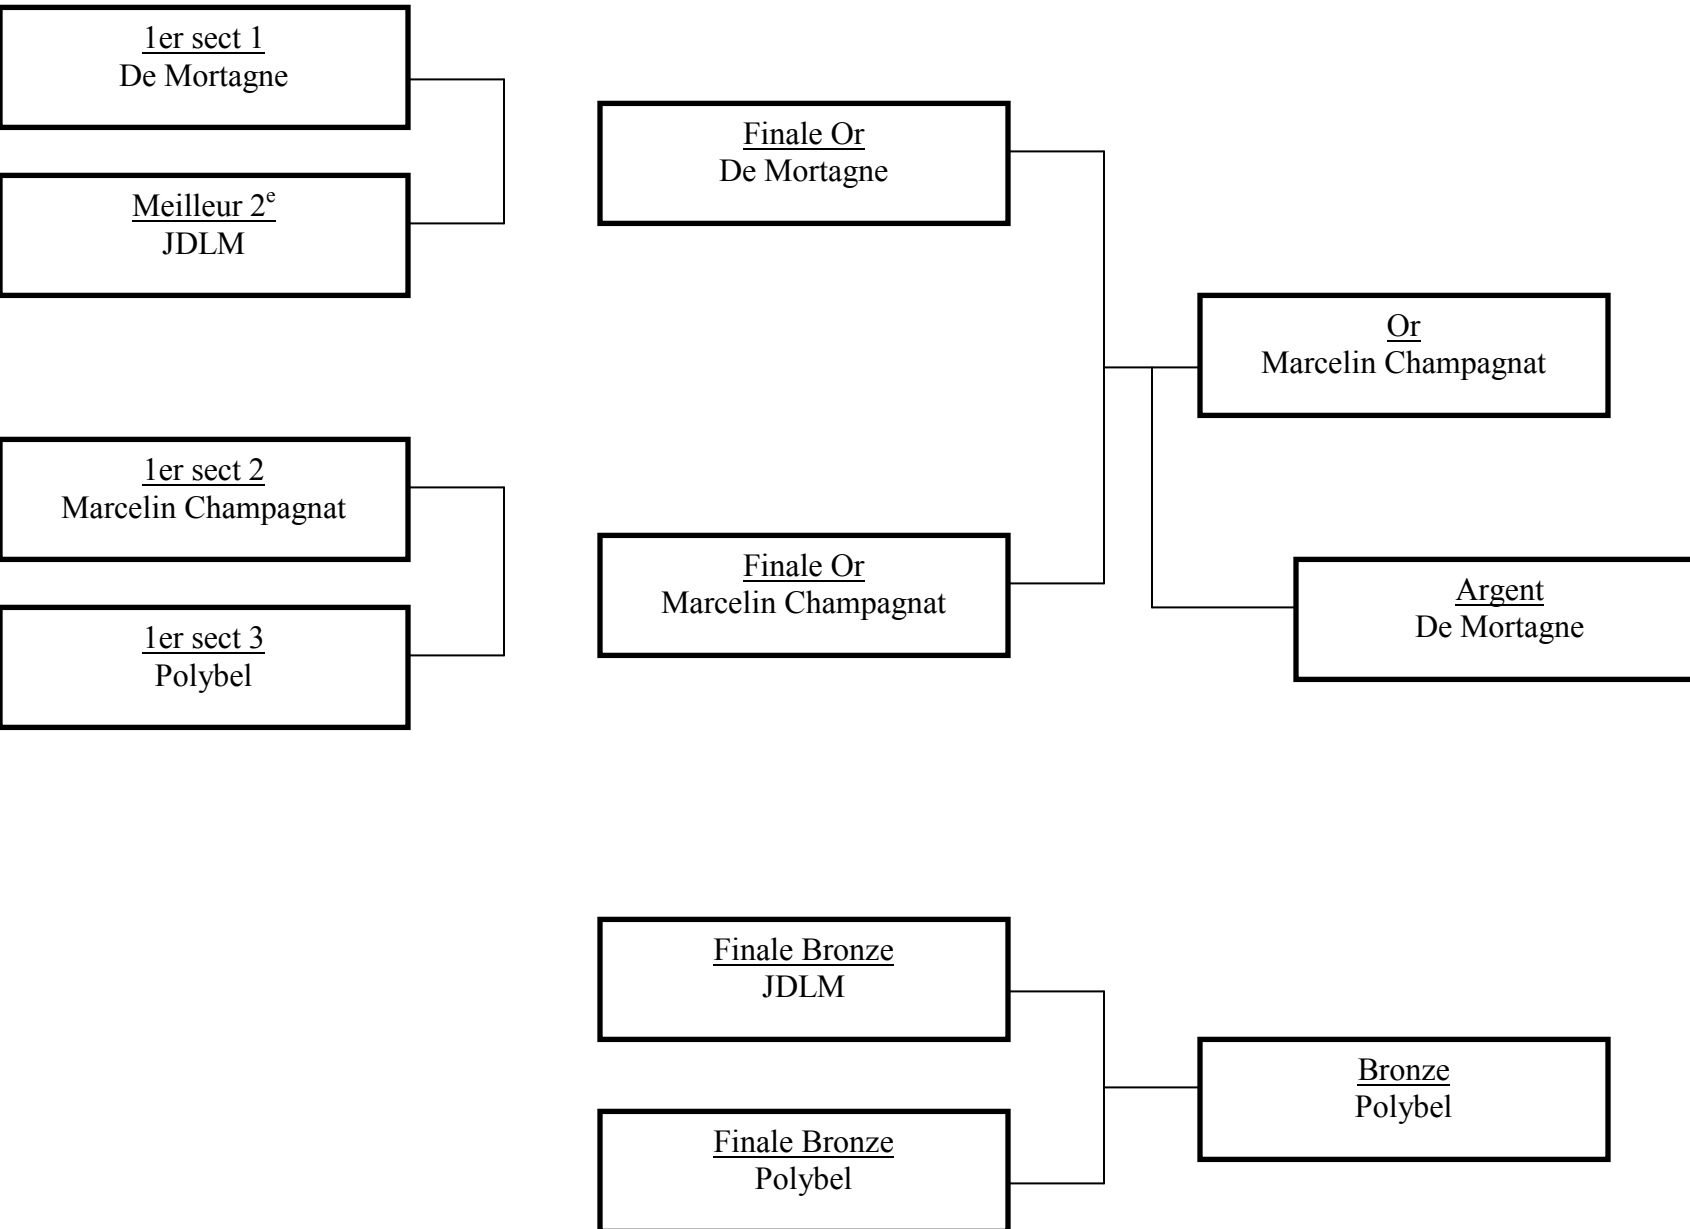 1er sect 1
De Mortagne
Meilleur 2e
JDLM
1er sect 2
Marcelin Champagnat
1er sect 3
Polybel
Finale Or
De Mortagne
Finale Or
Marcelin Champagnat
Or
Marcelin Champagnat
Argent
De Mortagne
Finale Bronze
JDLM
Finale Bronze
Polybel
Bronze
Polybel